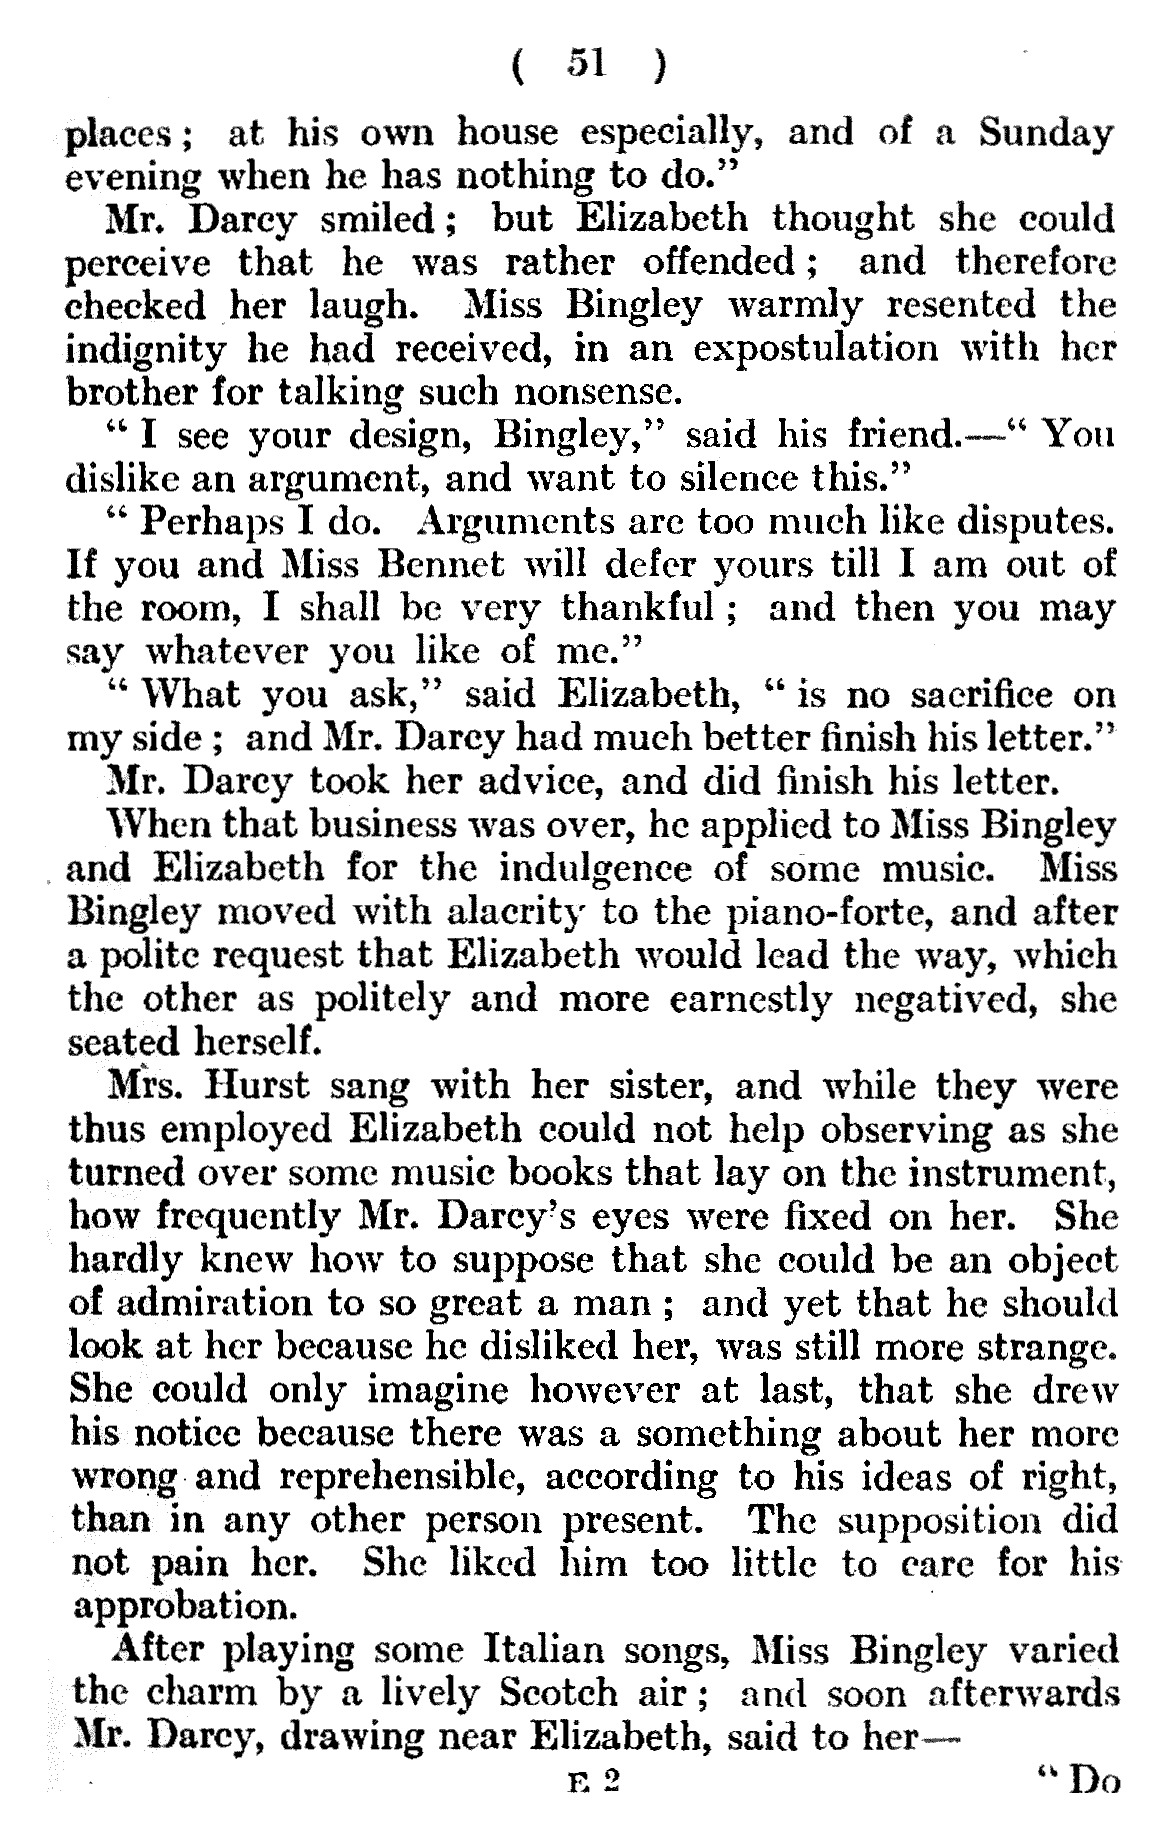 ( 51 )
places ; at his own house especially, and of a Sunday
evening when he has nothing to do.”
Mr. Darcy smiled ; but Elizabeth thought she could
perceive that he was rather offended ; and therefore
checked her laugh. Miss Bingley warmly resented the
indignity he had received, in an expostulation with her
brother for talking such nonsense.
“ I see your design, Bingley,” said his friend.—“ You
dislike an argument, and want to silence this.”
“ Perhaps I do. Arguments are too much like disputes.
If you and Miss Bennet will defer yours till I am out of
the room, I shall be very thankful ; and then you may
say whatever you like of me.”
“ What you ask,” said Elizabeth, “ is no sacrifice on
my side ; and Mr. Darcy had much better finish his letter.”
Mr. Darcy took her advice, and did finish his letter.
When that business was over, he applied to Miss Bingley
and Elizabeth for the indulgence of some music. Miss
Bingley moved with alacrity to the piano-forte, and after
a polite request that Elizabeth would lead the way, which
the other as politely and more earnestly negatived, she
seated herself.
Mrs. Hurst sang with her sister, and while they were
thus employed Elizabeth could not help observing as she
turned over some music books that lay on the instrument,
how frequently Mr. Darcy’s eyes were fixed on her. She
hardly knew how to suppose that she could be an object
of admiration to so great a man ; and yet that he should
look at her because he disliked her, was still more strange.
She could only imagine however at last, that she drew
his notice because there was a something about her more
wrong and reprehensible, according to his ideas of right,
than in any other person present. The supposition did
not pain her. She liked him too little to care for his
approbation.
After playing some Italian songs, Miss Bingley varied
the charm by a lively Scotch air ; and soon afterwards
Mr. Darcy, drawing near Elizabeth, said to her—
E 2 “ Do